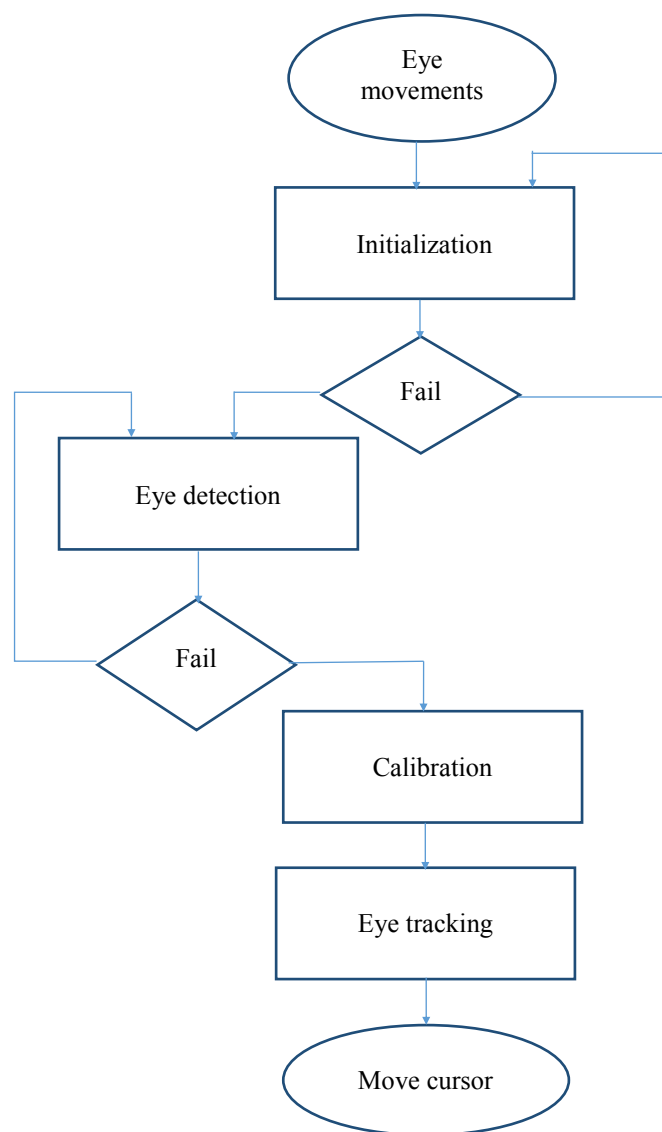 Eye
movements
Initialization
Fail
Eye detection
Fail
Calibration
Eye tracking
Move cursor